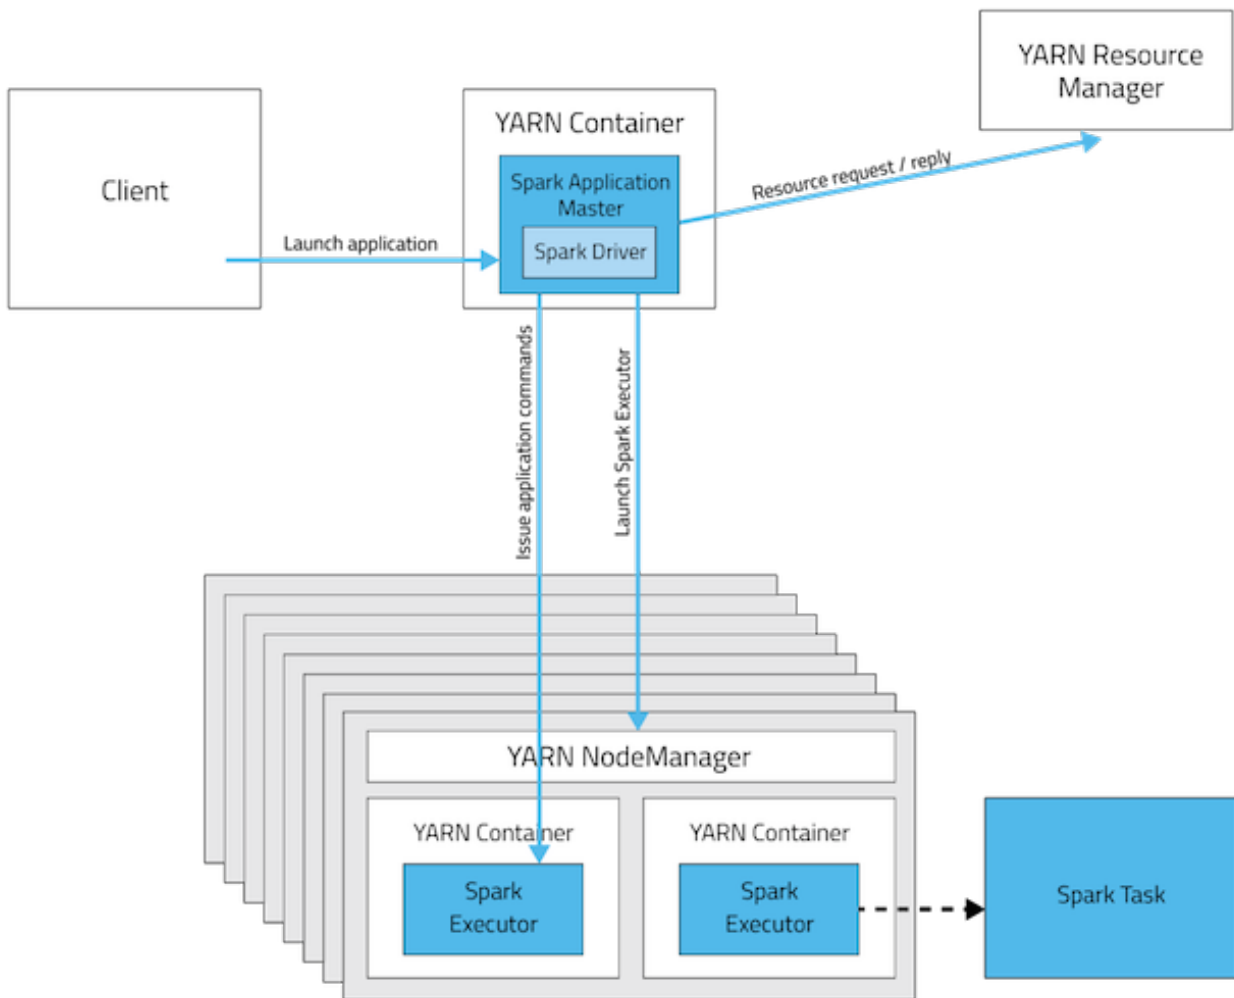 YARN Resource
Manager
YARN Container
Client
Spark Application
Master
Spark Driver
Launch application
Resource request / reply
Issue application commands
Launch Spark Executor
YARN NodeManager
YARN Container
Spark
Executor
YARN Container
Spark
Executor
Spark Task